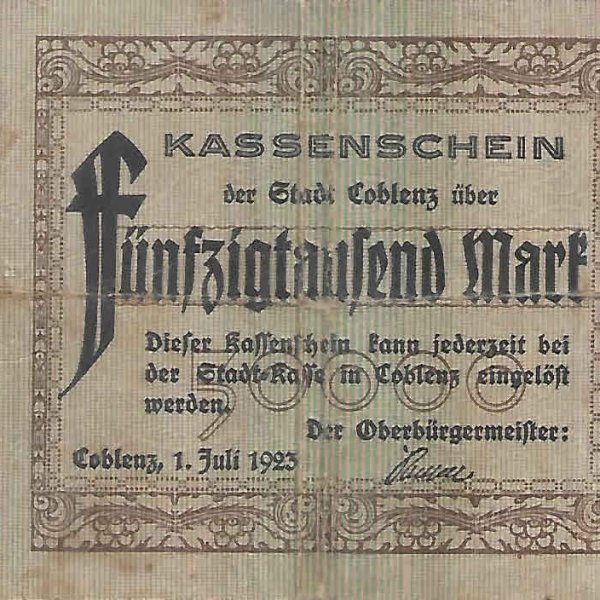 KASSENSCHEIN
der Stadt Coblenz über
Fünfzigtausend Mark
Dieser Kassenschein kann jederzeit bei
der Stadt-Kasse in Coblenz eingelöst
werden.
50000
Der Oberbürgermeister:
Coblenz, 1. Juli 1923